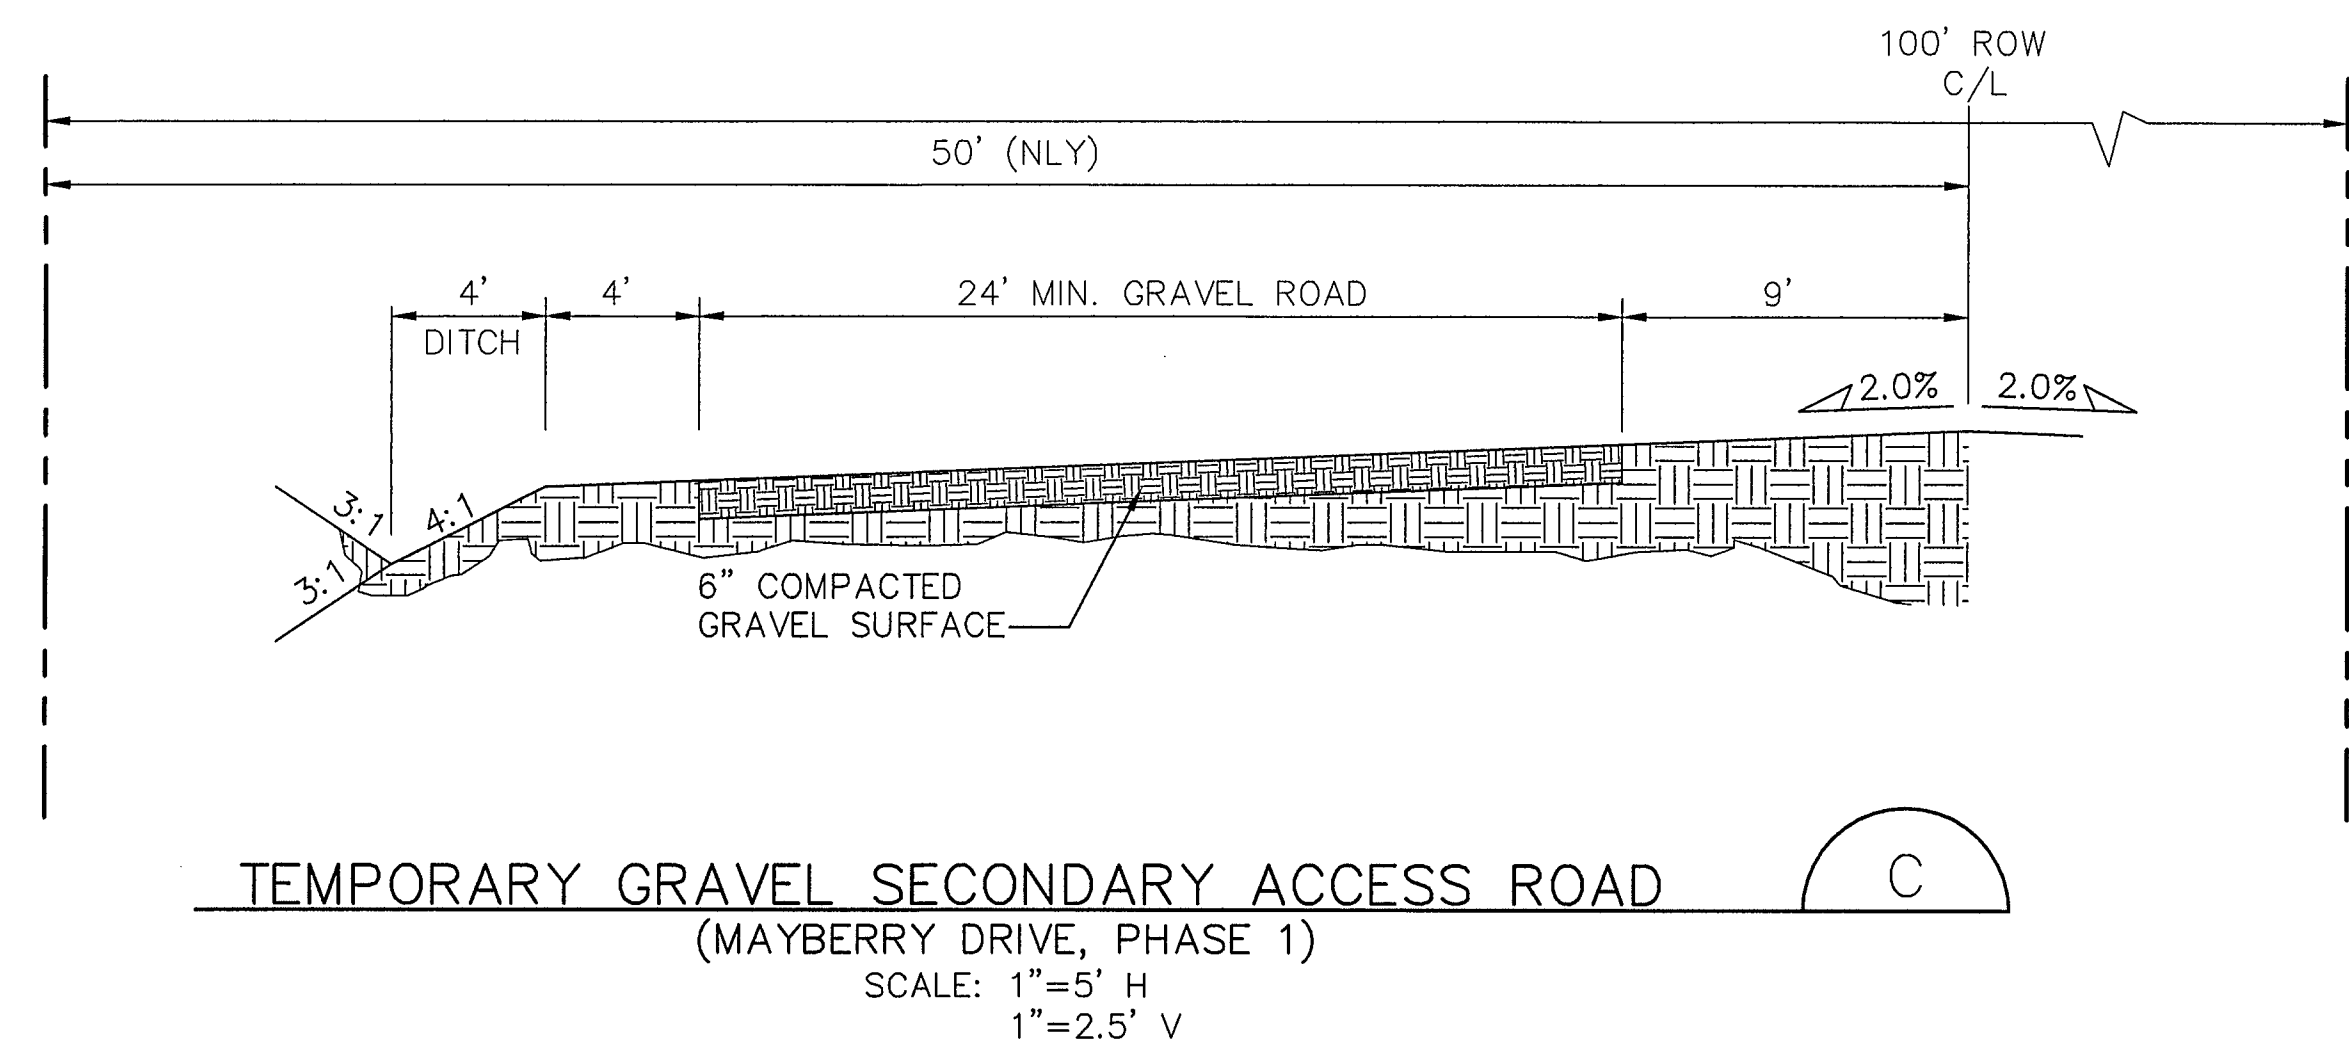 100' ROW
C/L
50' (NLY)
4'
4'
24' MIN. GRAVEL ROAD
9'
DITCH
2.0%
2.0%
3:1
4:1
3:1
6" COMPACTED
GRAVEL SURFACE
TEMPORARY GRAVEL SECONDARY ACCESS ROAD
C
(MAYBERRY DRIVE, PHASE 1)
SCALE: 1"=5' H
1"=2.5' V